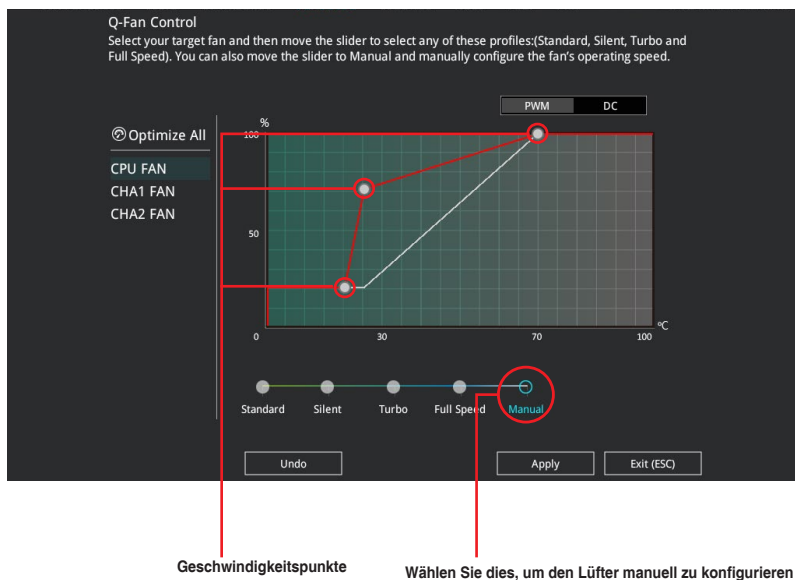 Q-Fan Control
Select your target fan and then move the slider to select any of these profiles:(Standard, Silent, Turbo and
Full Speed). You can also move the slider to Manual and manually configure the fan's operating speed.
PWM DC
Optimize All
CPU FAN
CHA1 FAN
CHA2 FAN
%
100
50
0 30 70 100
ºC
Standard Silent Turbo Full Speed Manual
Undo Apply Exit (ESC)
Geschwindigkeitspunkte
Wählen Sie dies, um den Lüfter manuell zu konfigurieren